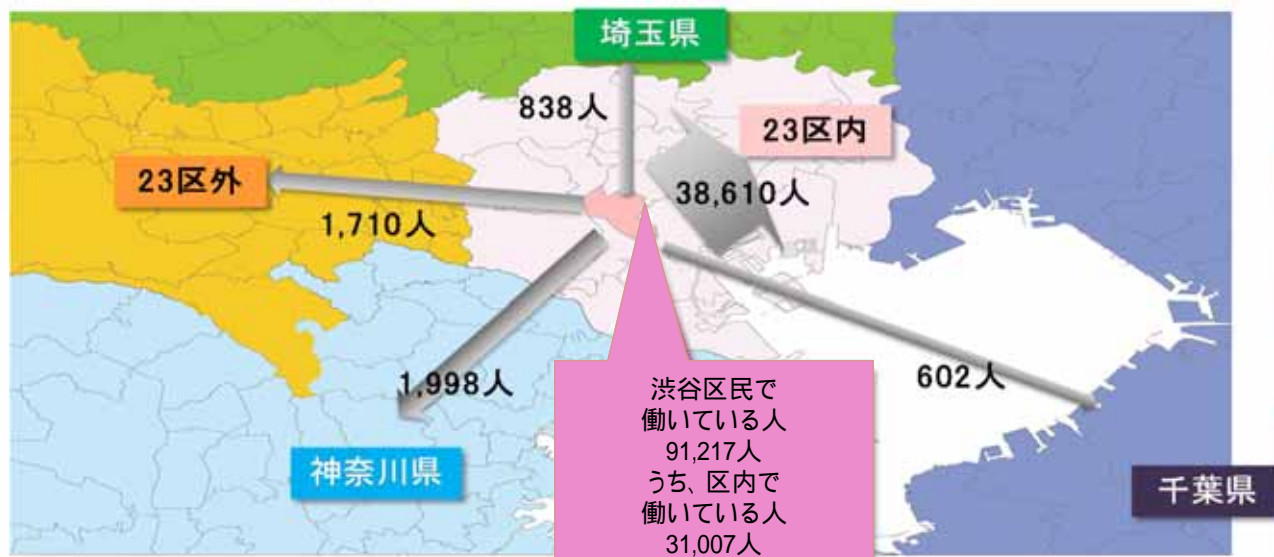 埼玉県
838人
23区内
23区外
38,610人
1,710人
1,998人
602人
渋谷区民で
働いている人
91,217人
うち、区内で
働いている人
31,007人
神奈川県
千葉県